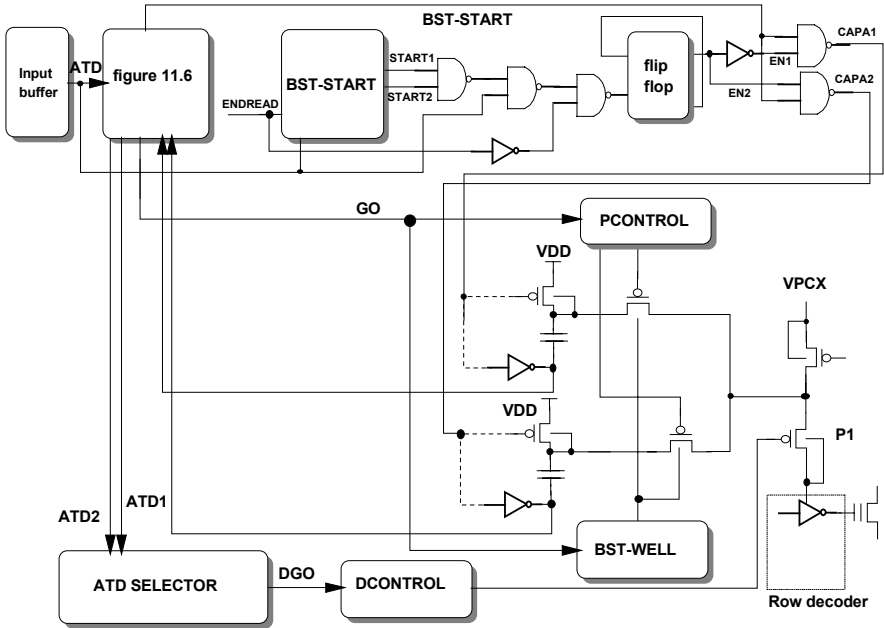 BST-START
CAPA1
ATD
START1
flip
flop
EN1
Input
buffer
figure 11.6
BST-START
CAPA2
START2
EN2
ENDREAD
GO
PCONTROL
VDD
VPCX
VDD
P1
ATD1
ATD2
BST-WELL
ATD SELECTOR
DGO
DCONTROL
Row decoder